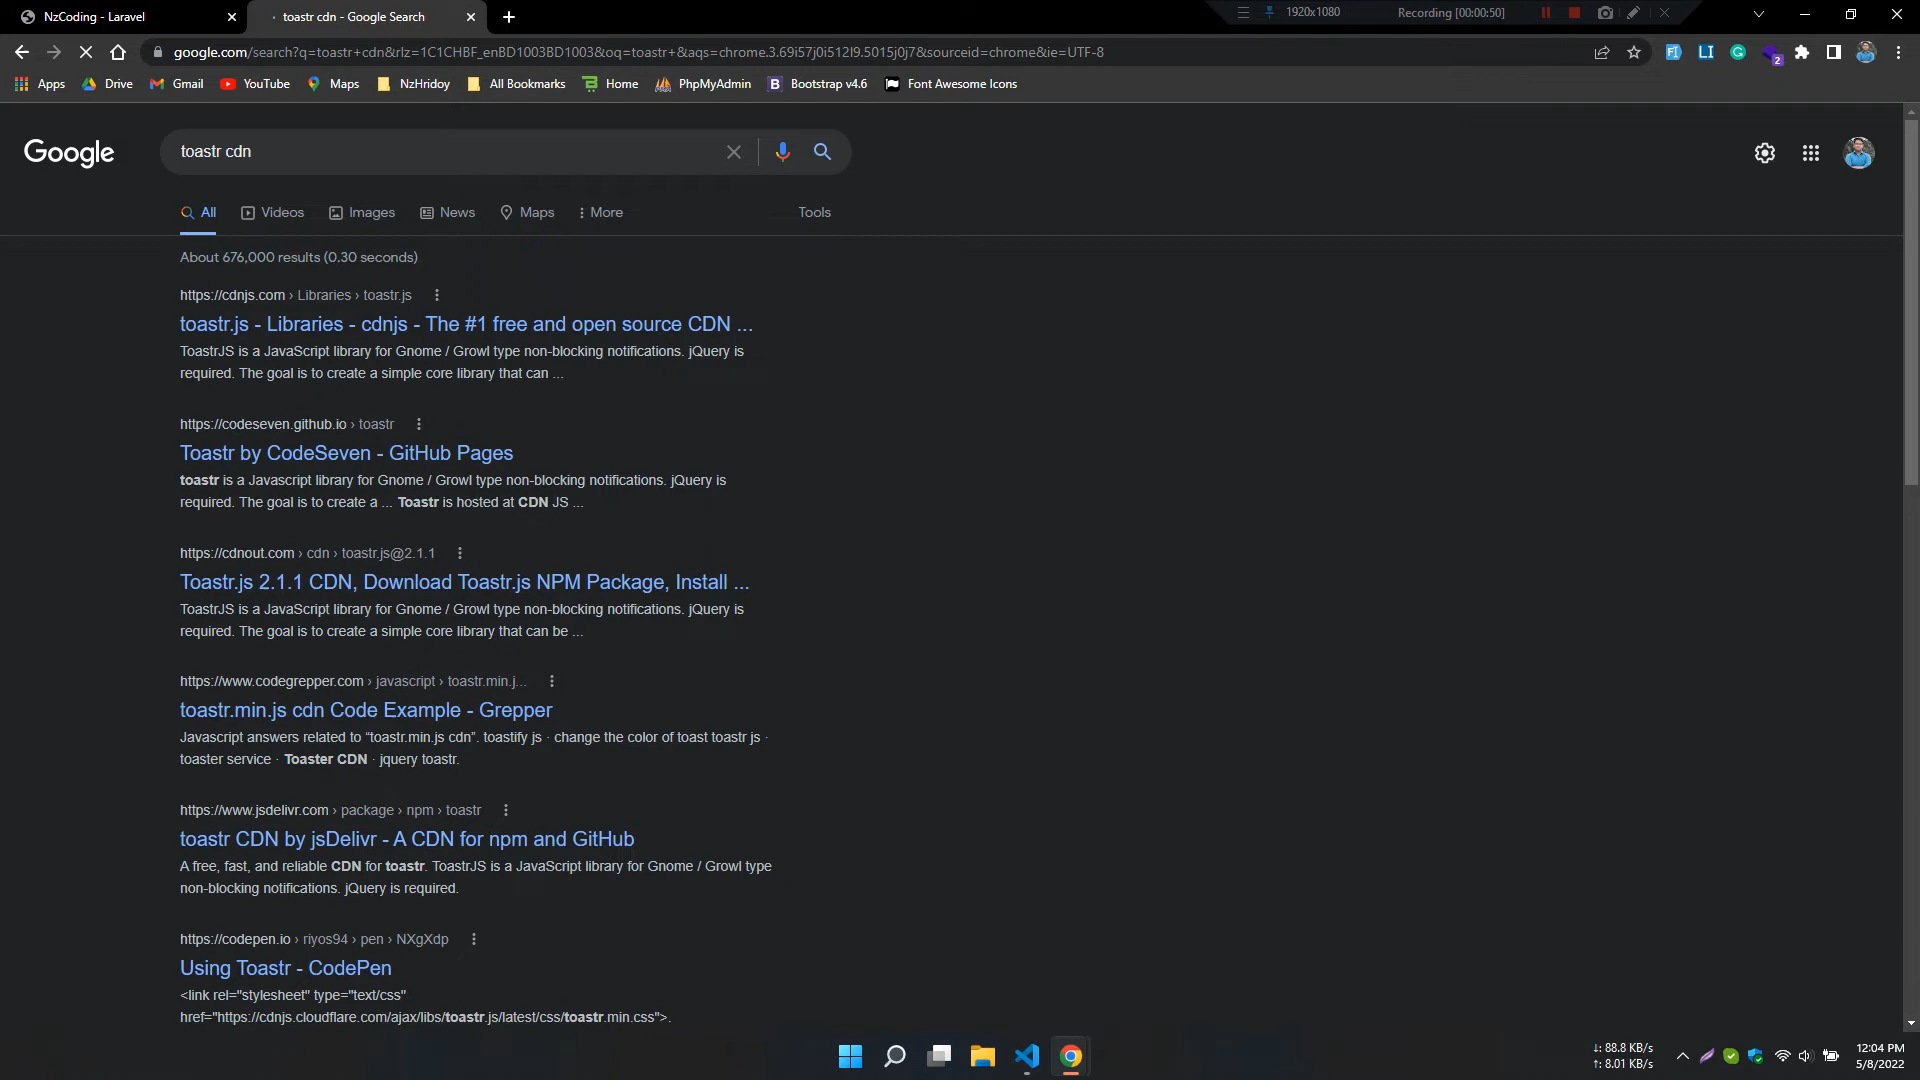 NzCoding - Laravel
toastr cdn - Google Search
1920x1080
Recording [00:00:50]
google.com/search?q=toastr+cdn&rlz=1C1CHBF_enBD1003BD1003&oq=toastr+&aqs=chrome.3.69i57j0i512l9.5015j0j7&sourceid=chrome&ie=UTF-8
2
Apps
Drive
Gmail
YouTube
Maps
NzHridoy
All Bookmarks
Home
PhpMyAdmin
Bootstrap v4.6
Font Awesome Icons
Google
toastr cdn
All
Videos
Images
News
Maps
More
Tools
About 676,000 results (0.30 seconds)
https://cdnjs.com › Libraries › toastr.js
toastr.js - Libraries - cdnjs - The #1 free and open source CDN ...
ToastrJS is a JavaScript library for Gnome / Growl type non-blocking notifications. jQuery is
required. The goal is to create a simple core library that can ...
https://codeseven.github.io › toastr
Toastr by CodeSeven - GitHub Pages
toastr is a Javascript library for Gnome / Growl type non-blocking notifications. jQuery is
required. The goal is to create a ... Toastr is hosted at CDN JS ...
https://cdnout.com › cdn › toastr.js@2.1.1
Toastr.js 2.1.1 CDN, Download Toastr.js NPM Package, Install ...
ToastrJS is a JavaScript library for Gnome / Growl type non-blocking notifications. jQuery is
required. The goal is to create a simple core library that can be ...
https://www.codegrepper.com › javascript › toastr.min.j...
toastr.min.js cdn Code Example - Grepper
Javascript answers related to “toastr.min.js cdn”. toastify js · change the color of toast toastr js ·
toaster service · Toaster CDN · jquery toastr.
https://www.jsdelivr.com › package › npm › toastr
toastr CDN by jsDelivr - A CDN for npm and GitHub
A free, fast, and reliable CDN for toastr. ToastrJS is a JavaScript library for Gnome / Growl type
non-blocking notifications. jQuery is required.
https://codepen.io › riyos94 › pen › NXgXdp
Using Toastr - CodePen
<link rel="stylesheet" type="text/css"
href="https://cdnjs.cloudflare.com/ajax/libs/toastr.js/latest/css/toastr.min.css">.
↓: 88.8 KB/s
↑: 8.01 KB/s
12:04 PM
5/8/2022